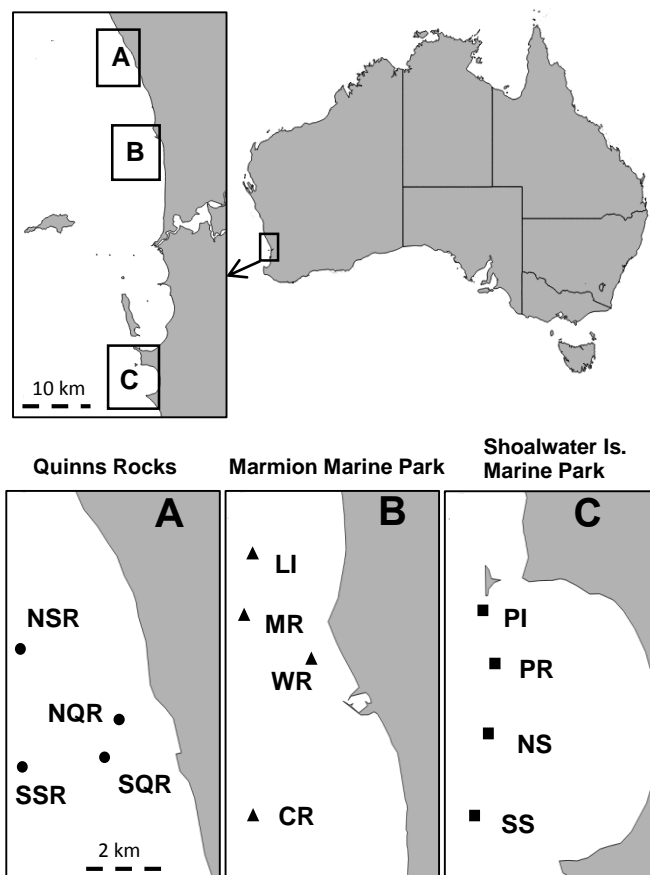 A
B
C
10 km
Quinns Rocks
Marmion Marine Park
Shoalwater Is.
Marine Park
A
NSR
NQR
SSR
SQR
2 km
B
LI
MR
WR
CR
C
PI
PR
NS
SS